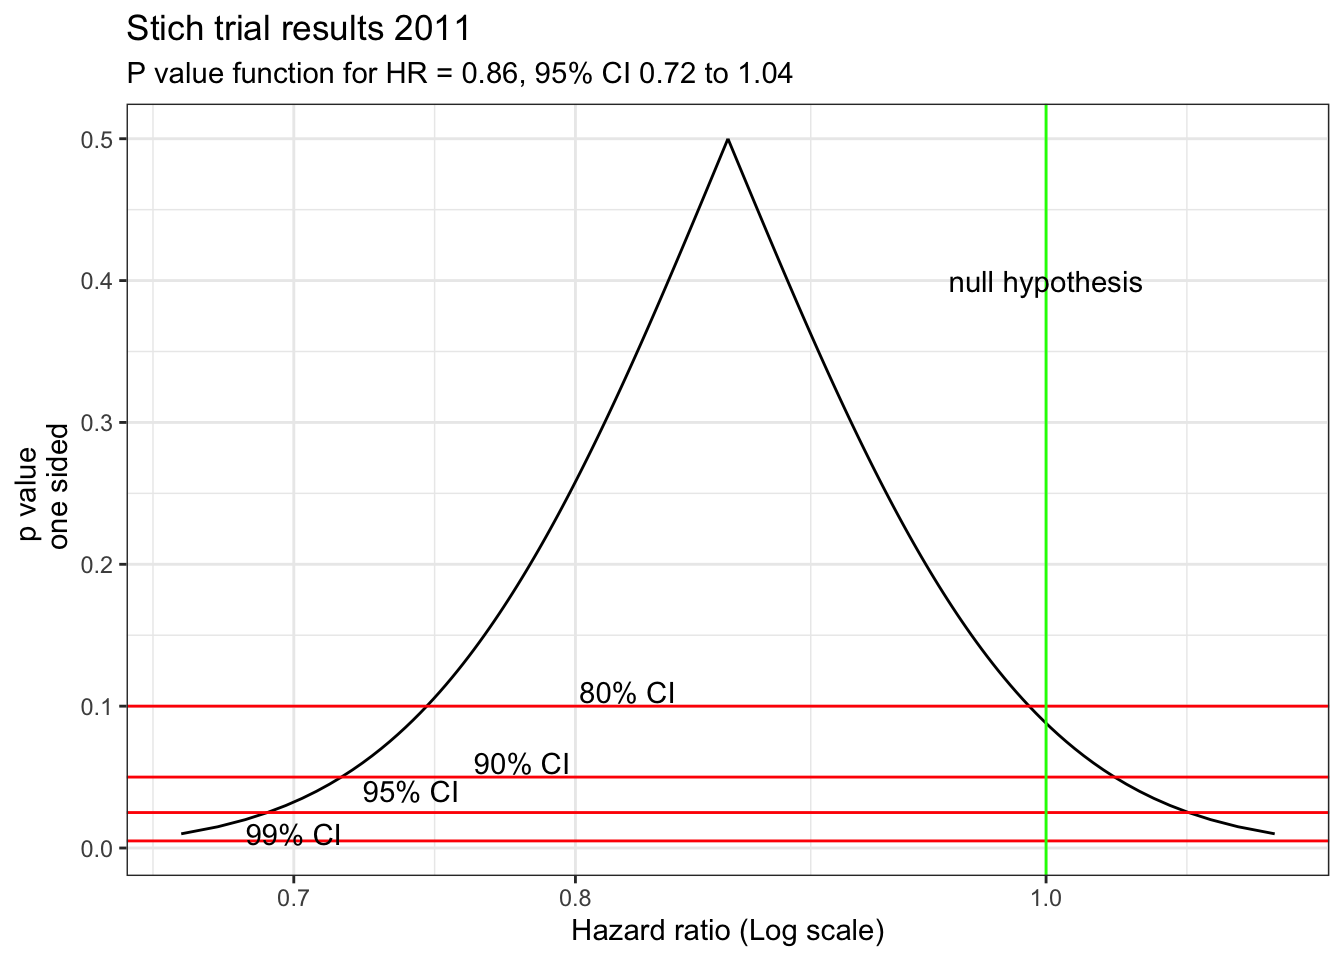 Stich trial results 2011
P value function for HR = 0.86, 95% CI 0.72 to 1.04
p value
one sided
0.5
0.4
0.3
0.2
0.1
0.0
null hypothesis
80% CI
90% CI
95% CI
99% CI
0.7
0.8
1.0
Hazard ratio (Log scale)